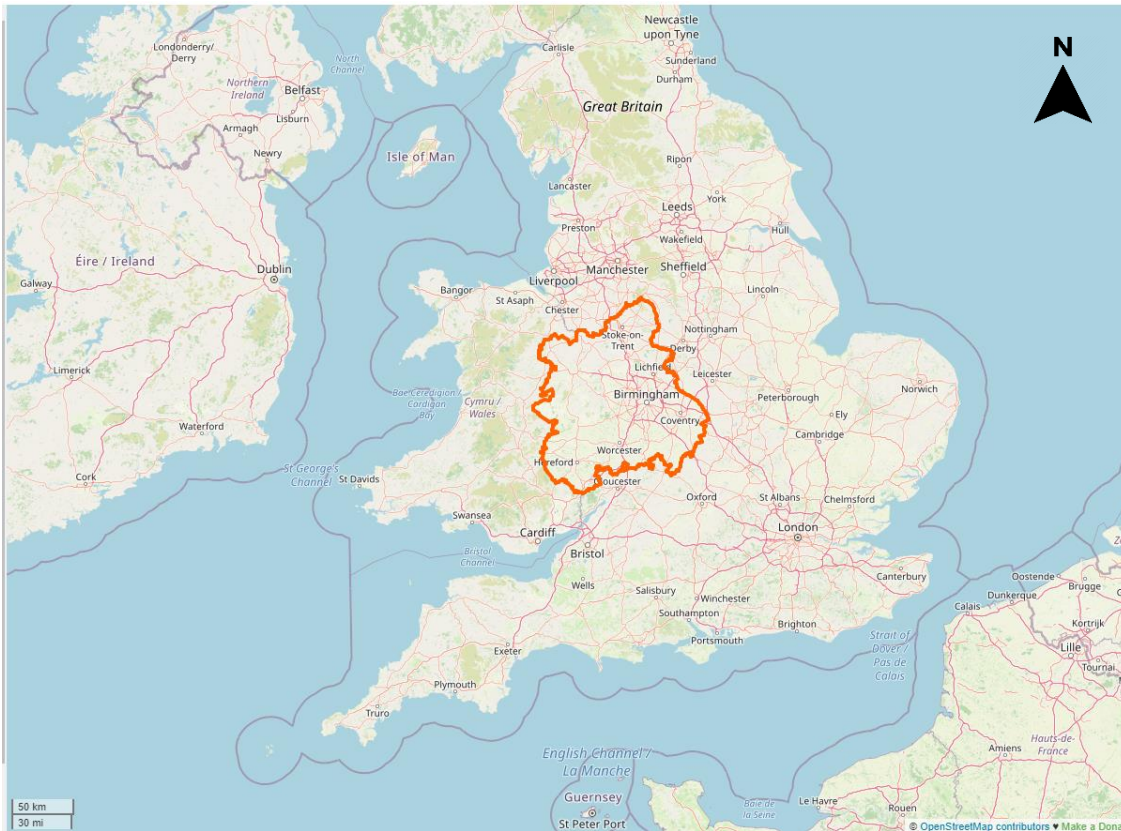 Newcastle
upon Tyne
Londonderry/
Derry
North
Channel
Carlisle
Sunderland
Durham
N
Northern
Ireland
Belfast
Lisburn
Great Britain
Armagh
Newry
Isle of Man
Ripon
Lancaster
York
Leeds
Preston
Hull
Wakefield
Éire / Ireland
Dublin
Galway
Liverpool
Manchester
Sheffield
Bangor
St Asaph
Chester
Lincoln
Stoke-on-
Trent
Nottingham
Derby
Limerick
Lichfield
Leicester
Norwich
Bae Ceredigion /
Cardigan
Bay
Cymru
/ Wales
Birmingham
Peterborough
Ely
Waterford
Coventry
Cambridge
Cork
St George's
Channel
Worcester
Hereford
St Davids
Gloucester
Oxford
St Albans
Chelmsford
Swansea
Cardiff
London
Bristol
Channel
Bristol
Wells
Salisbury
Winchester
Canterbury
Oostende
Brugge
Dunkerque
Calais
Southampton
Brighton
Portsmouth
Kortrijk
Strait of
Dover /
Pas de
Calais
Lille
Tournai
Exeter
Plymouth
Truro
Hauts-de-
France
Amiens
English Channel /
La Manche
Guernsey
St Peter Port
Baie de
la Seine
Le Havre
Rouen
50 km
30 mi
© OpenStreetMap contributors ♥ Make a Dona